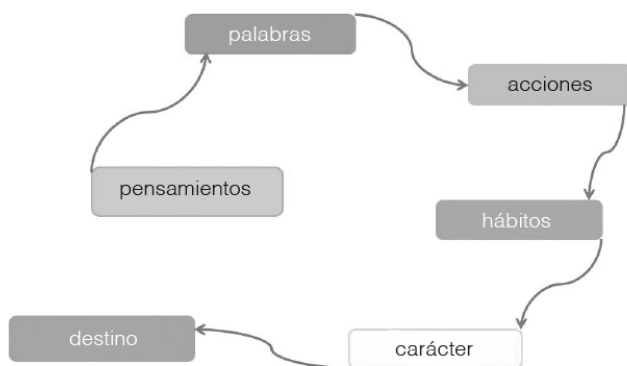 pensamientos
palabras
acciones
hábitos
carácter
destino